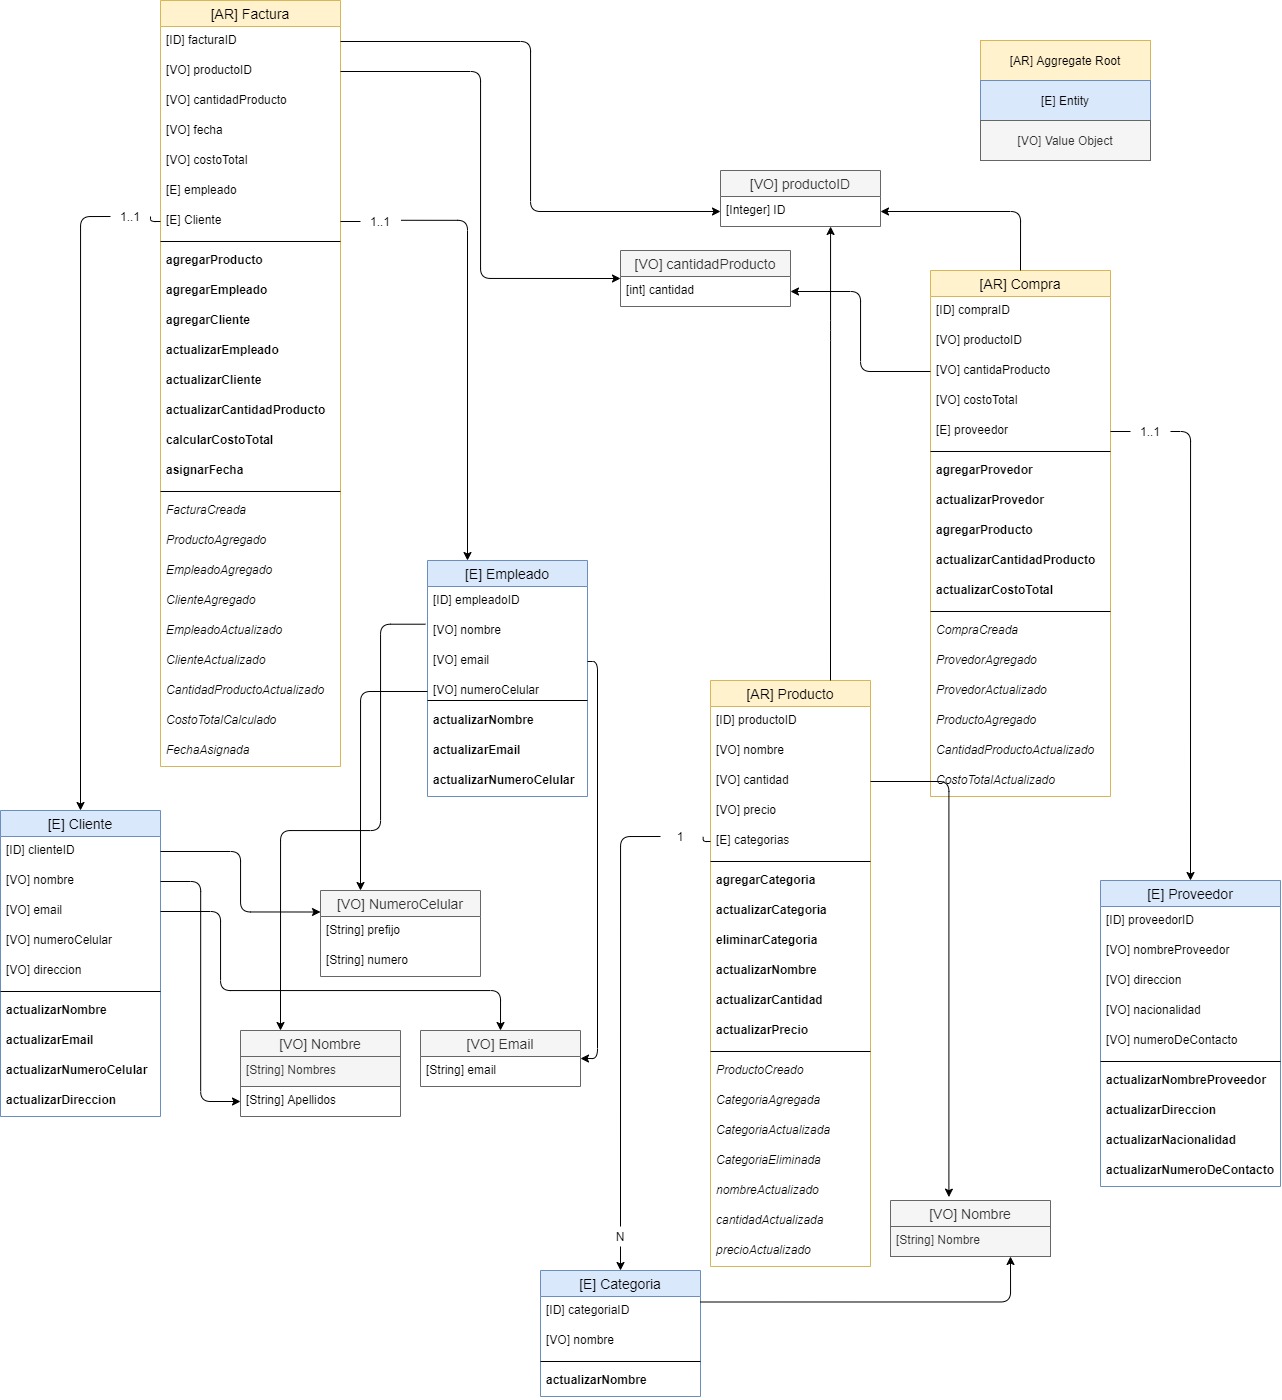 [AR] Factura
[ID] facturaID
[VO] productoID
[VO] cantidadProducto
[VO] fecha
[VO] costoTotal
[E] empleado
[E] Cliente
agregarProducto
agregarEmpleado
agregarCliente
actualizarEmpleado
actualizarCliente
actualizarCantidadProducto
calcularCostoTotal
asignarFecha
FacturaCreada
ProductoAgregado
EmpleadoAgregado
ClienteAgregado
EmpleadoActualizado
ClienteActualizado
CantidadProductoActualizado
CostoTotalCalculado
FechaAsignada
1..1
1..1
[AR] Aggregate Root
[E] Entity
[VO] Value Object
[VO] productoID
[Integer] ID
[VO] cantidadProducto
[int] cantidad
[AR] Compra
[ID] compraID
[VO] productoID
[VO] cantidaProducto
[VO] costoTotal
[E] proveedor
agregarProvedor
actualizarProvedor
agregarProducto
actualizarCantidadProducto
actualizarCostoTotal
CompraCreada
ProvedorAgregado
ProvedorActualizado
ProductoAgregado
CantidadProductoActualizado
CostoTotalActualizado
1..1
[E] Empleado
[ID] empleadoID
[VO] nombre
[VO] email
[VO] numeroCelular
actualizarNombre
actualizarEmail
actualizarNumeroCelular
[AR] Producto
[ID] productoID
[VO] nombre
[VO] cantidad
[VO] precio
[E] categorias
agregarCategoria
actualizarCategoria
eliminarCategoria
actualizarNombre
actualizarCantidad
actualizarPrecio
ProductoCreado
CategoriaAgregada
CategoriaActualizada
CategoriaEliminada
nombreActualizado
cantidadActualizada
precioActualizado
1
N
[E] Cliente
[ID] clienteID
[VO] nombre
[VO] email
[VO] numeroCelular
[VO] direccion
actualizarNombre
actualizarEmail
actualizarNumeroCelular
actualizarDireccion
[VO] NumeroCelular
[String] prefijo
[String] numero
[VO] Nombre
[String] Nombres
[String] Apellidos
[VO] Email
[String] email
[E] Proveedor
[ID] proveedorID
[VO] nombreProveedor
[VO] direccion
[VO] nacionalidad
[VO] numeroDeContacto
actualizarNombreProveedor
actualizarDireccion
actualizarNacionalidad
actualizarNumeroDeContacto
[VO] Nombre
[String] Nombre
[E] Categoria
[ID] categoriaID
[VO] nombre
actualizarNombre